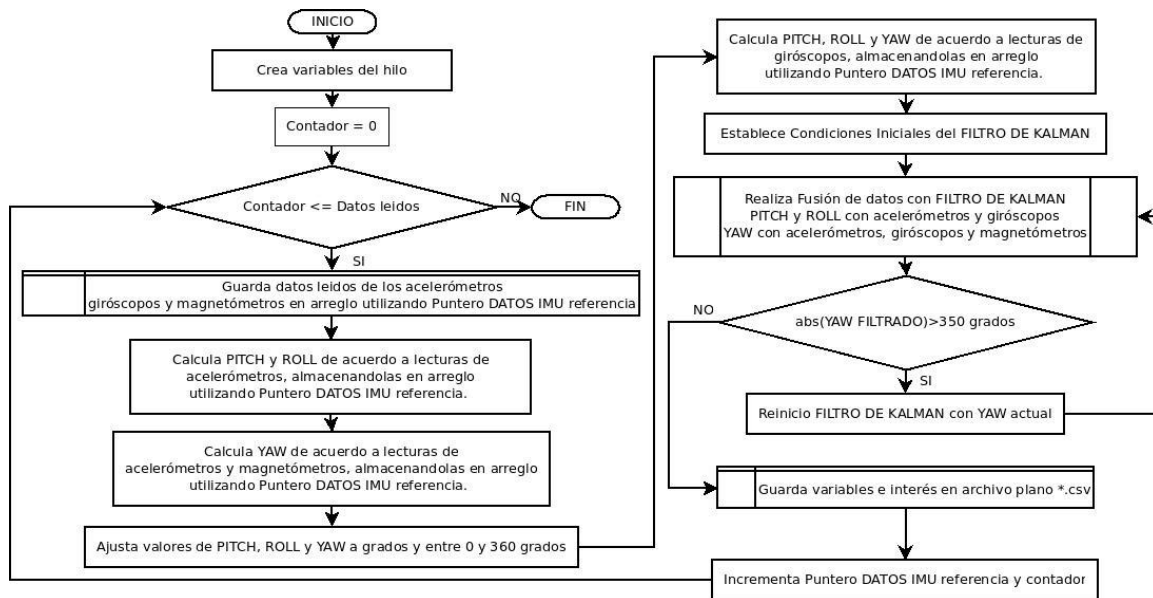 INICIO
Crea variables del hilo
Contador = 0
Contador <= Datos leidos
NO
FIN
SI
Guarda datos leidos de los acelerómetros
giróscopos y magnetómetros en arreglo utilizando Puntero DATOS IMU referencia
Calcula PITCH y ROLL de acuerdo a lecturas de
acelerómetros, almacenandolas en arreglo
utilizando Puntero DATOS IMU referencia.
Calcula YAW de acuerdo a lecturas de
acelerómetros y magnetómetros, almacenandolas en arreglo
utilizando Puntero DATOS IMU referencia.
Ajusta valores de PITCH, ROLL y YAW a grados y entre 0 y 360 grados
Calcula PITCH, ROLL y YAW de acuerdo a lecturas de
giróscopos, almacenandolas en arreglo
utilizando Puntero DATOS IMU referencia.
Establece Condiciones Iniciales del FILTRO DE KALMAN
Realiza Fusión de datos con FILTRO DE KALMAN
PITCH y ROLL con acelerómetros y giróscopos
YAW con acelerómetros, giróscopos y magnetómetros
NO
abs(YAW FILTRADO)>350 grados
SI
Reinicio FILTRO DE KALMAN con YAW actual
Guarda variables e interés en archivo plano *.csv
Incrementa Puntero DATOS IMU referencia y contador